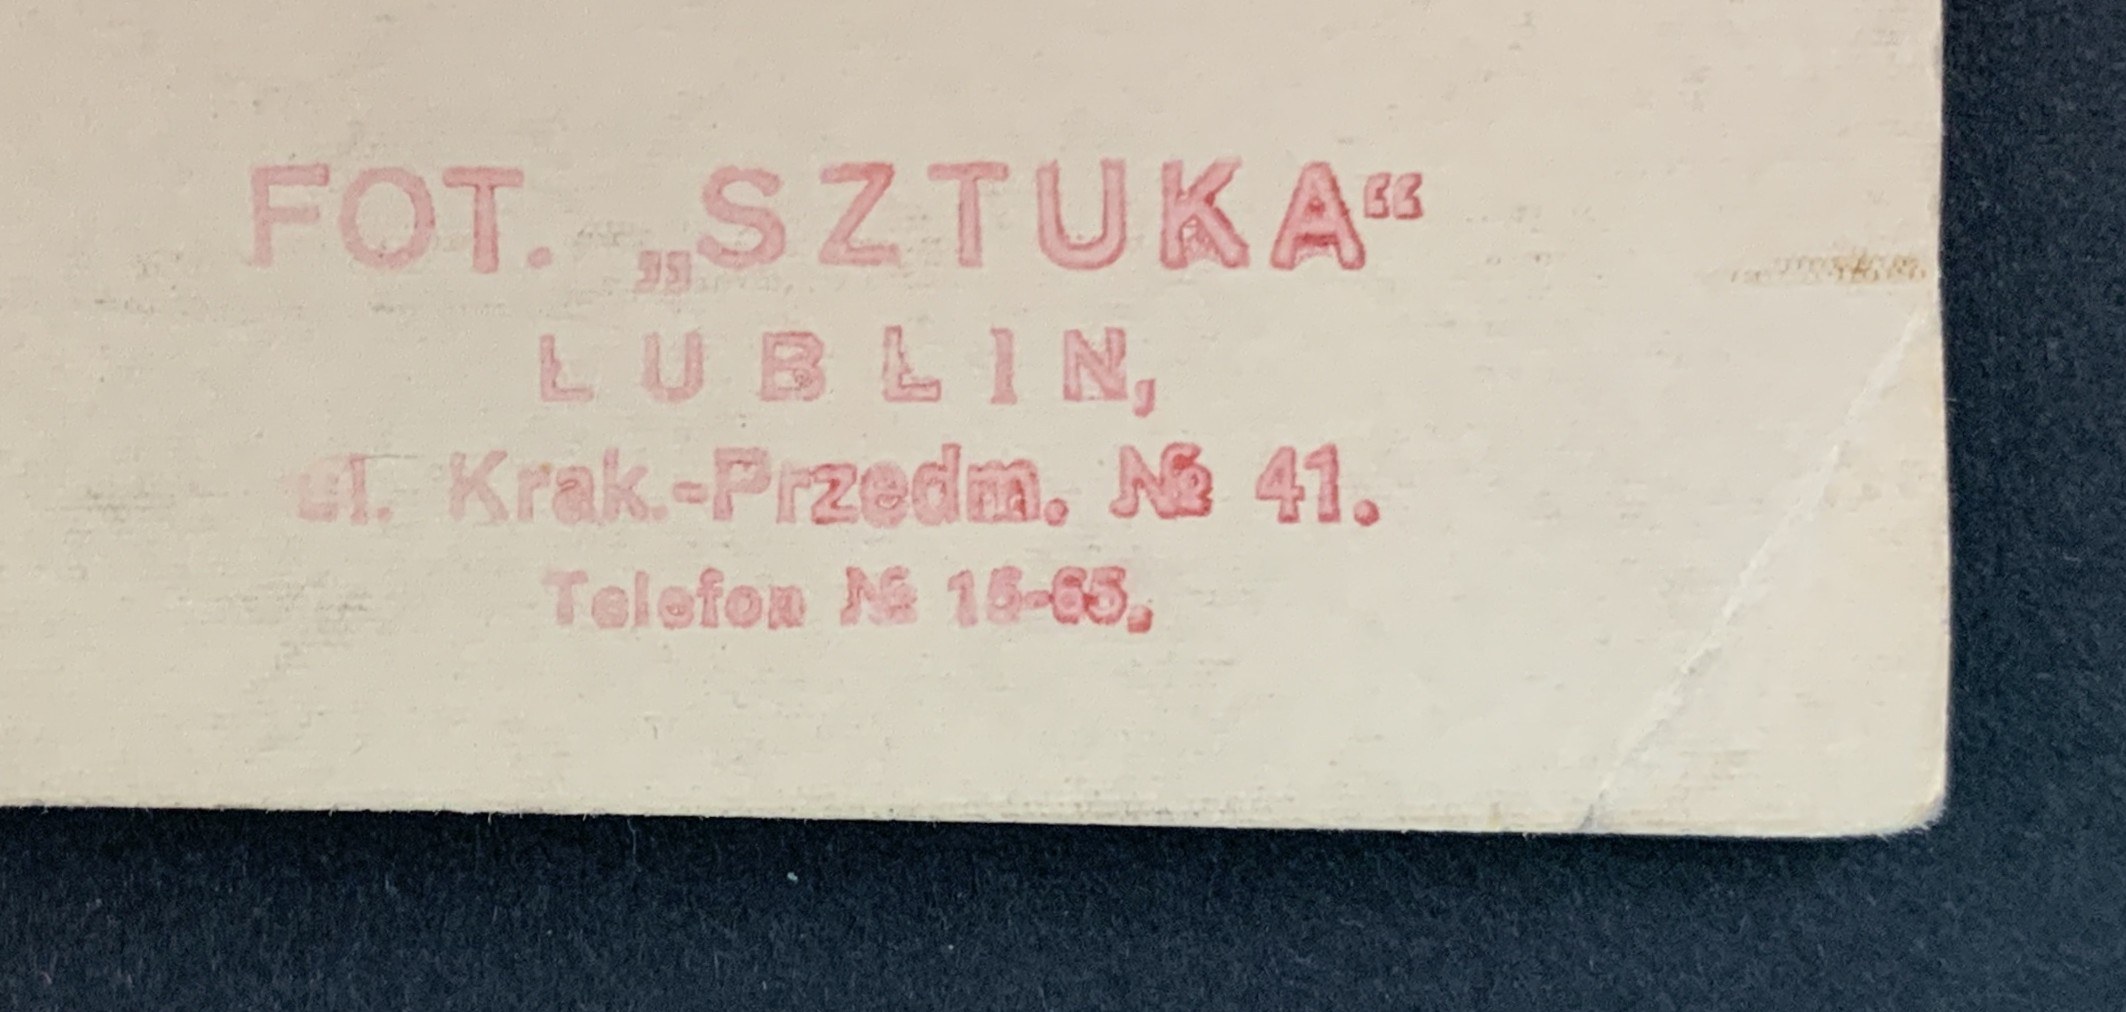 FOT. „SZTUKA“
LUBLIN,
ul. Krak.-Przedm. № 41.
Telefon № 15-65.